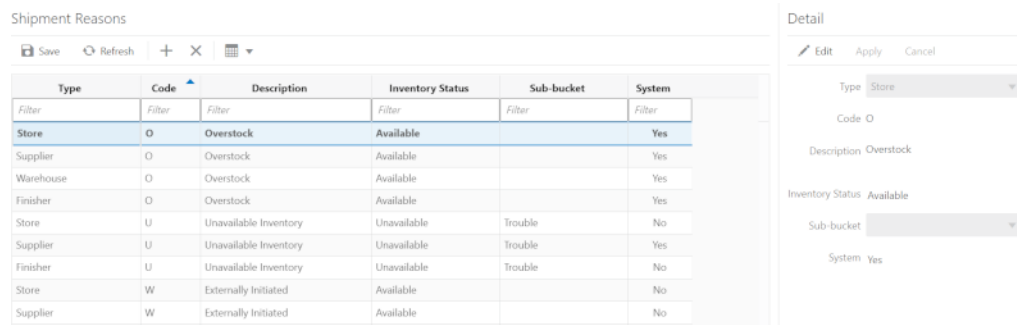 Shipment Reasons
Save Refresh
Type Code Description Inventory Status Sub-bucket System
Filter Filter Filter Filter Filter Filter
Store O Overstock Available Yes
Supplier O Overstock Available Yes
Warehouse O Overstock Available Yes
Finisher O Overstock Available Yes
Store U Unavailable Inventory Unavailable Trouble No
Supplier U Unavailable Inventory Unavailable Trouble Yes
Finisher U Unavailable Inventory Unavailable Trouble No
Store W Externally Initiated Available No
Supplier W Externally Initiated Available No
Detail
Edit Apply Cancel
Type Store
Code O
Description Overstock
Inventory Status Available
Sub-bucket
System Yes